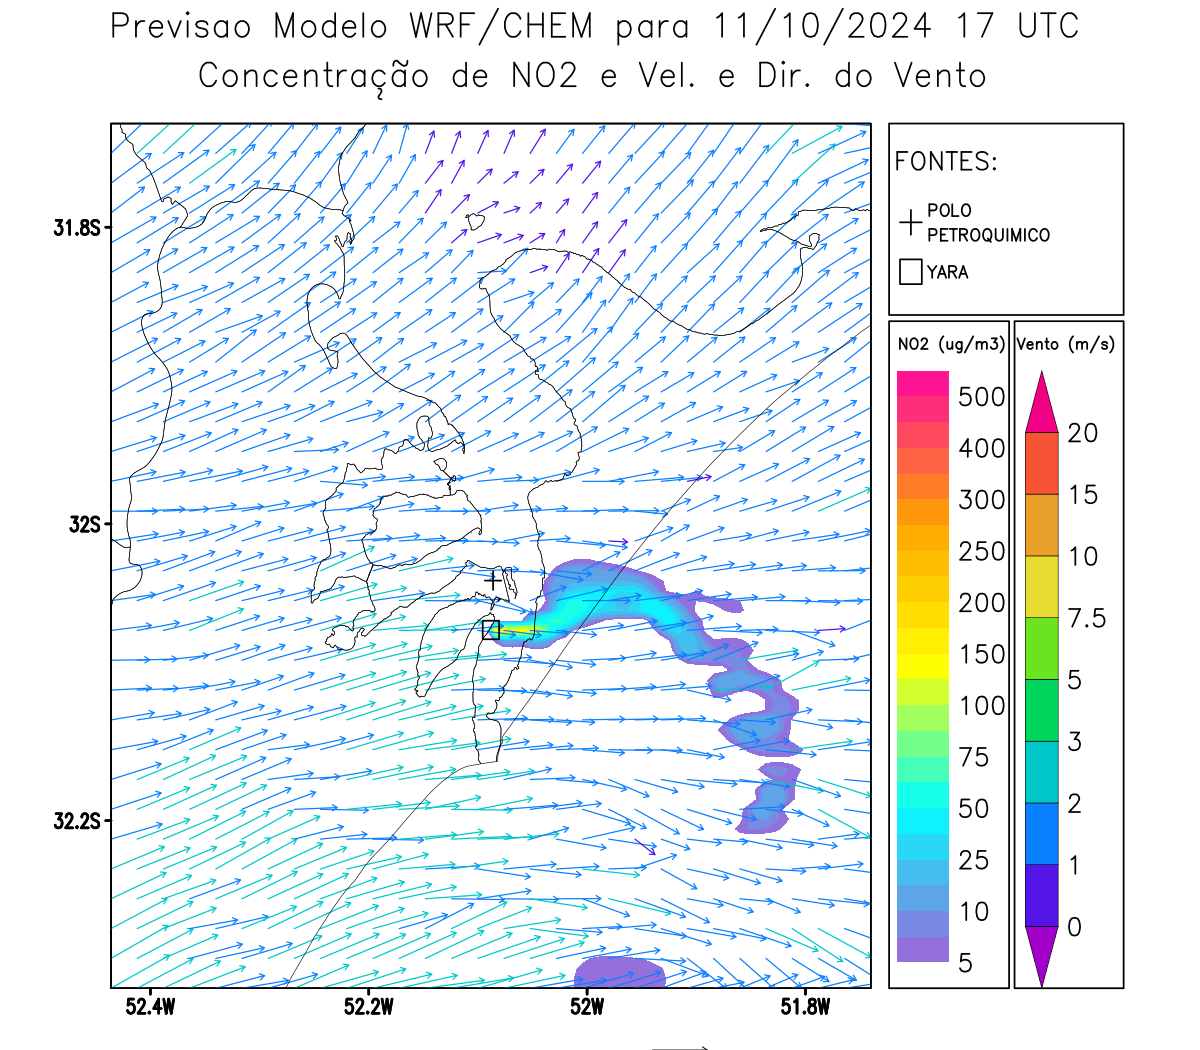 Previsao Modelo WRF/CHEM para 11/10/2024 17 UTC
Concentração de NO2 e Vel. e Dir. do Vento
FONTES:
POLO
PETROQUIMICO
YARA
NO2 (ug/m3)
500
400
300
250
200
150
100
75
50
25
10
5
Vento (m/s)
20
15
10
7.5
5
3
2
1
0
31.8S
32S
32.2S
52.4W
52.2W
52W
51.8W